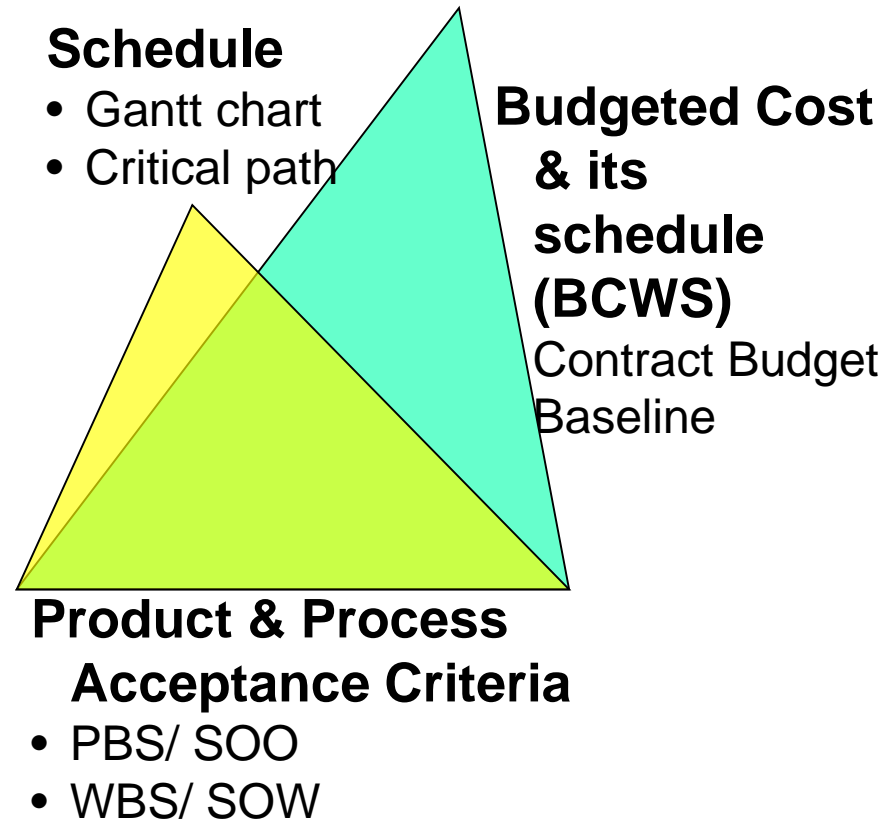 Schedule
• Gantt chart
• Critical path
Budgeted Cost
& its
schedule
(BCWS)
Contract Budget
Baseline
Product & Process
Acceptance Criteria
• PBS/ SOO
• WBS/ SOW